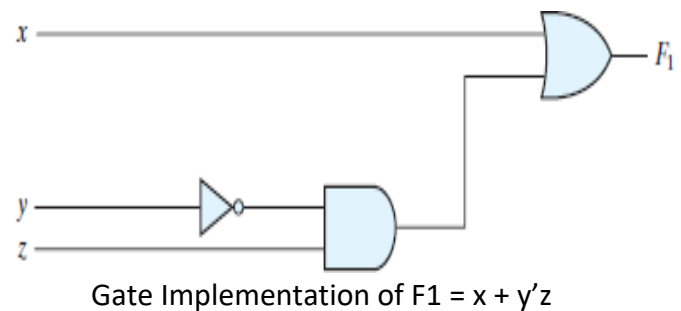 x
F1
y
z
Gate Implementation of F1 = x + y’z